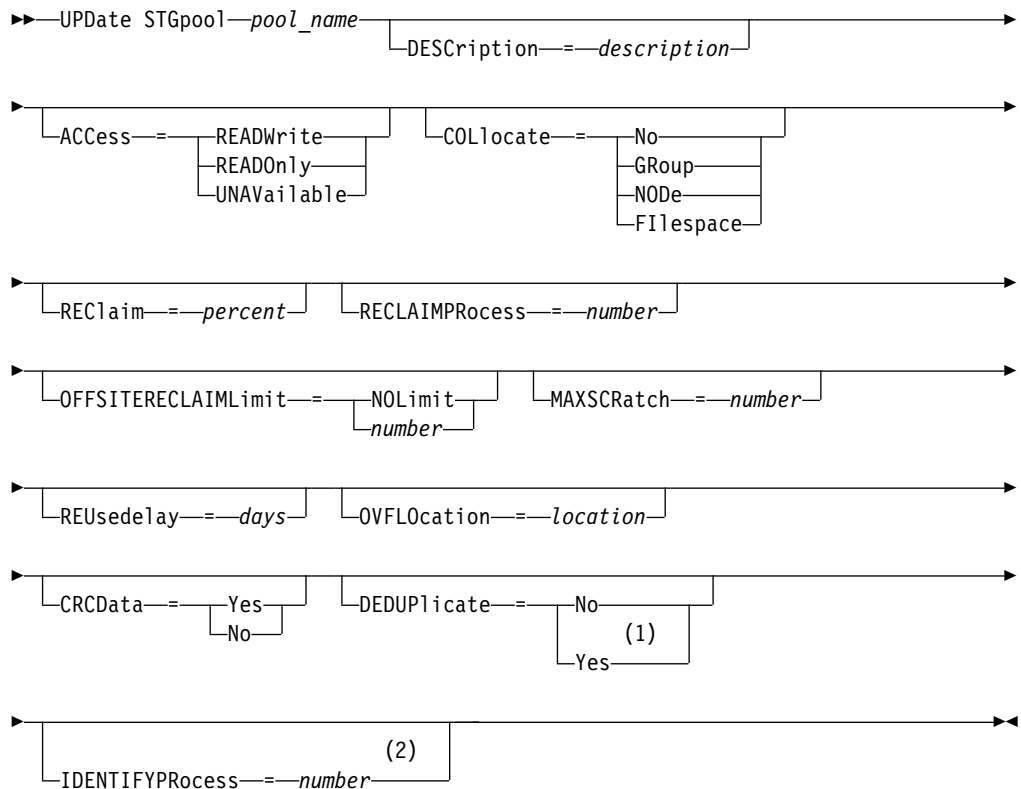 UPDate STGpool pool_name
DESCription = description
ACCess = READWrite COLlocate = No
READOnly GRoup
UNAVailable NODe
FIlespace
REClaim = percent RECLAIMPRocess = number
OFFSITERECLAIMLimit = NOLimit MAXSCRatch = number
number
REUsedelay = days OVFLOcation = location
CRCData = Yes DEDUPlicate = No
No (1)
Yes
(2)
IDENTIFYPRocess = number